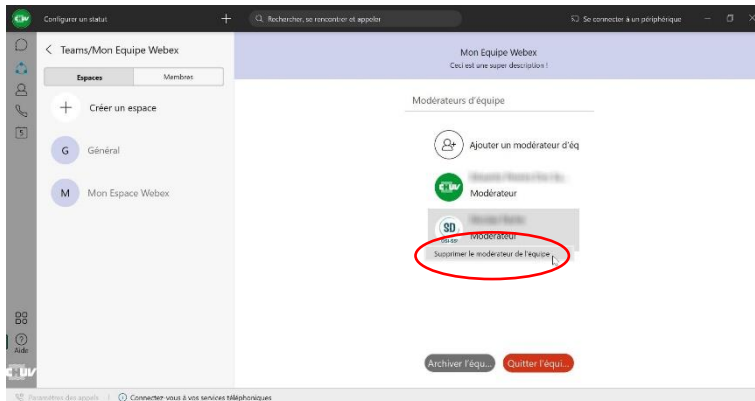 Configurer un statut
Rechercher, se rencontrer et appeler
Se connecter à un périphérique
Teams/Mon Equipe Webex
Espaces
Membres
Créer un espace
G
Général
M
Mon Espace Webex
5
Aide
Mon Equipe Webex
Ceci est une super description !
Modérateurs d'équipe
Ajouter un modérateur d'éq
Modérateur
SD
Modérateur
Supprimer le modérateur de l'équipe
Archiver l'équ...
Quitter l'équi...
Paramètres des appels
Connectez-vous à vos services téléphoniques